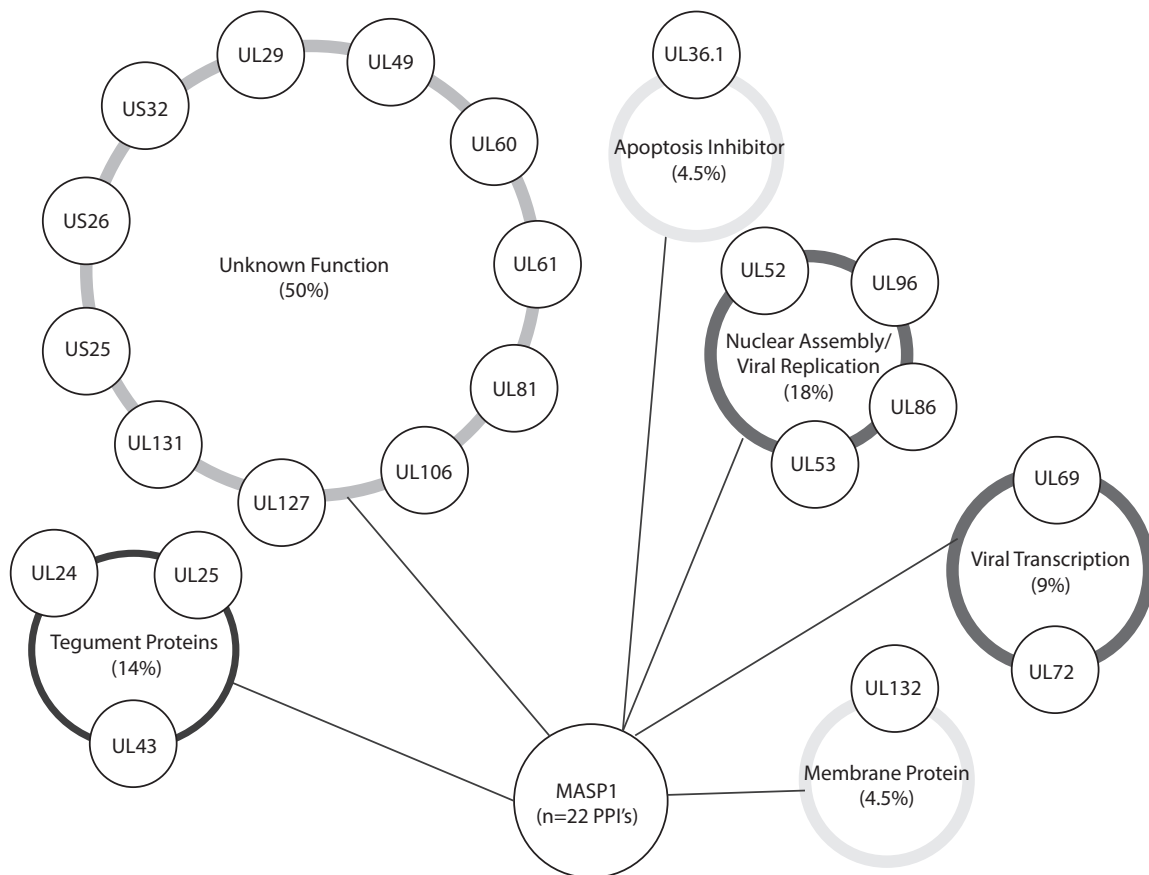 UL29
UL49
US32
UL60
US26
UL61
Unknown Function
(50%)
US25
UL81
UL131
UL106
UL127
UL36.1
Apoptosis Inhibitor
(4.5%)
UL52
UL96
Nuclear Assembly/
Viral Replication
(18%)
UL86
UL53
UL69
Viral Transcription
(9%)
UL72
UL24
UL25
Tegument Proteins
(14%)
UL43
UL132
Membrane Protein
(4.5%)
MASP1
(n=22 PPI's)